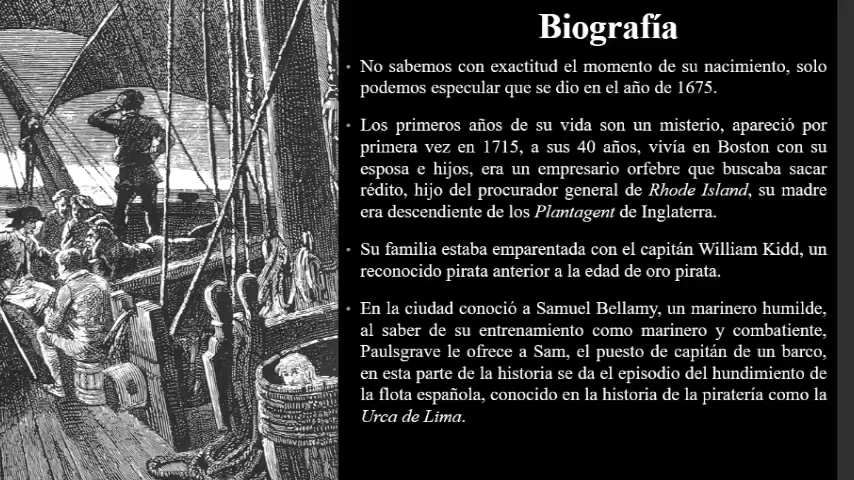 Biografía
• No sabemos con exactitud el momento de su nacimiento, solo
podemos especular que se dio en el año de 1675.
• Los primeros años de su vida son un misterio, apareció por
primera vez en 1715, a sus 40 años, vivía en Boston con su
esposa e hijos, era un empresario orfebre que buscaba sacar
rédito, hijo del procurador general de Rhode Island, su madre
era descendiente de los Plantagent de Inglaterra.
• Su familia estaba emparentada con el capitán William Kidd, un
reconocido pirata anterior a la edad de oro pirata.
• En la ciudad conoció a Samuel Bellamy, un marinero humilde,
al saber de su entrenamiento como marinero y combatiente,
Paulsgrave le ofrece a Sam, el puesto de capitán de un barco,
en esta parte de la historia se da el episodio del hundimiento de
la flota española, conocido en la historia de la piratería como la
Urca de Lima.